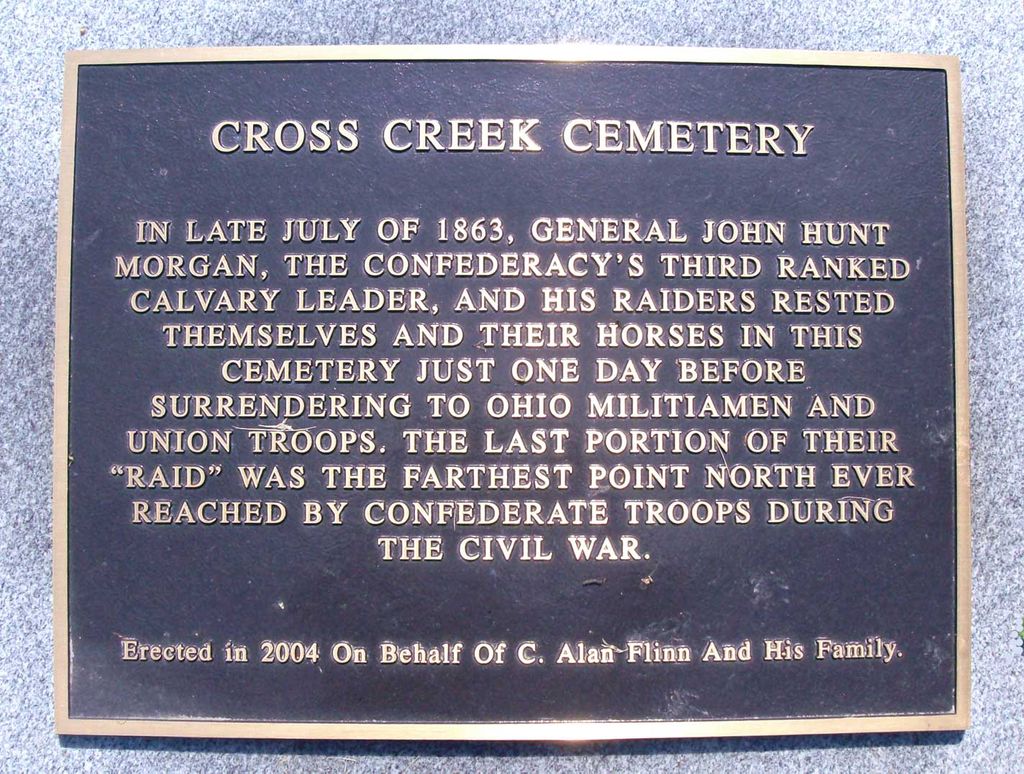 CROSS CREEK CEMETERY
IN LATE JULY OF 1863, GENERAL JOHN HUNT
MORGAN, THE CONFEDERACY'S THIRD RANKED
CALVARY LEADER, AND HIS RAIDERS RESTED
THEMSELVES AND THEIR HORSES IN THIS
CEMETERY JUST ONE DAY BEFORE
SURRENDERING TO OHIO MILITIAMEN AND
UNION TROOPS. THE LAST PORTION OF THEIR
“RAID” WAS THE FARTHEST POINT NORTH EVER
REACHED BY CONFEDERATE TROOPS DURING
THE CIVIL WAR.
Erected in 2004 On Behalf Of C. Alan Flinn And His Family.